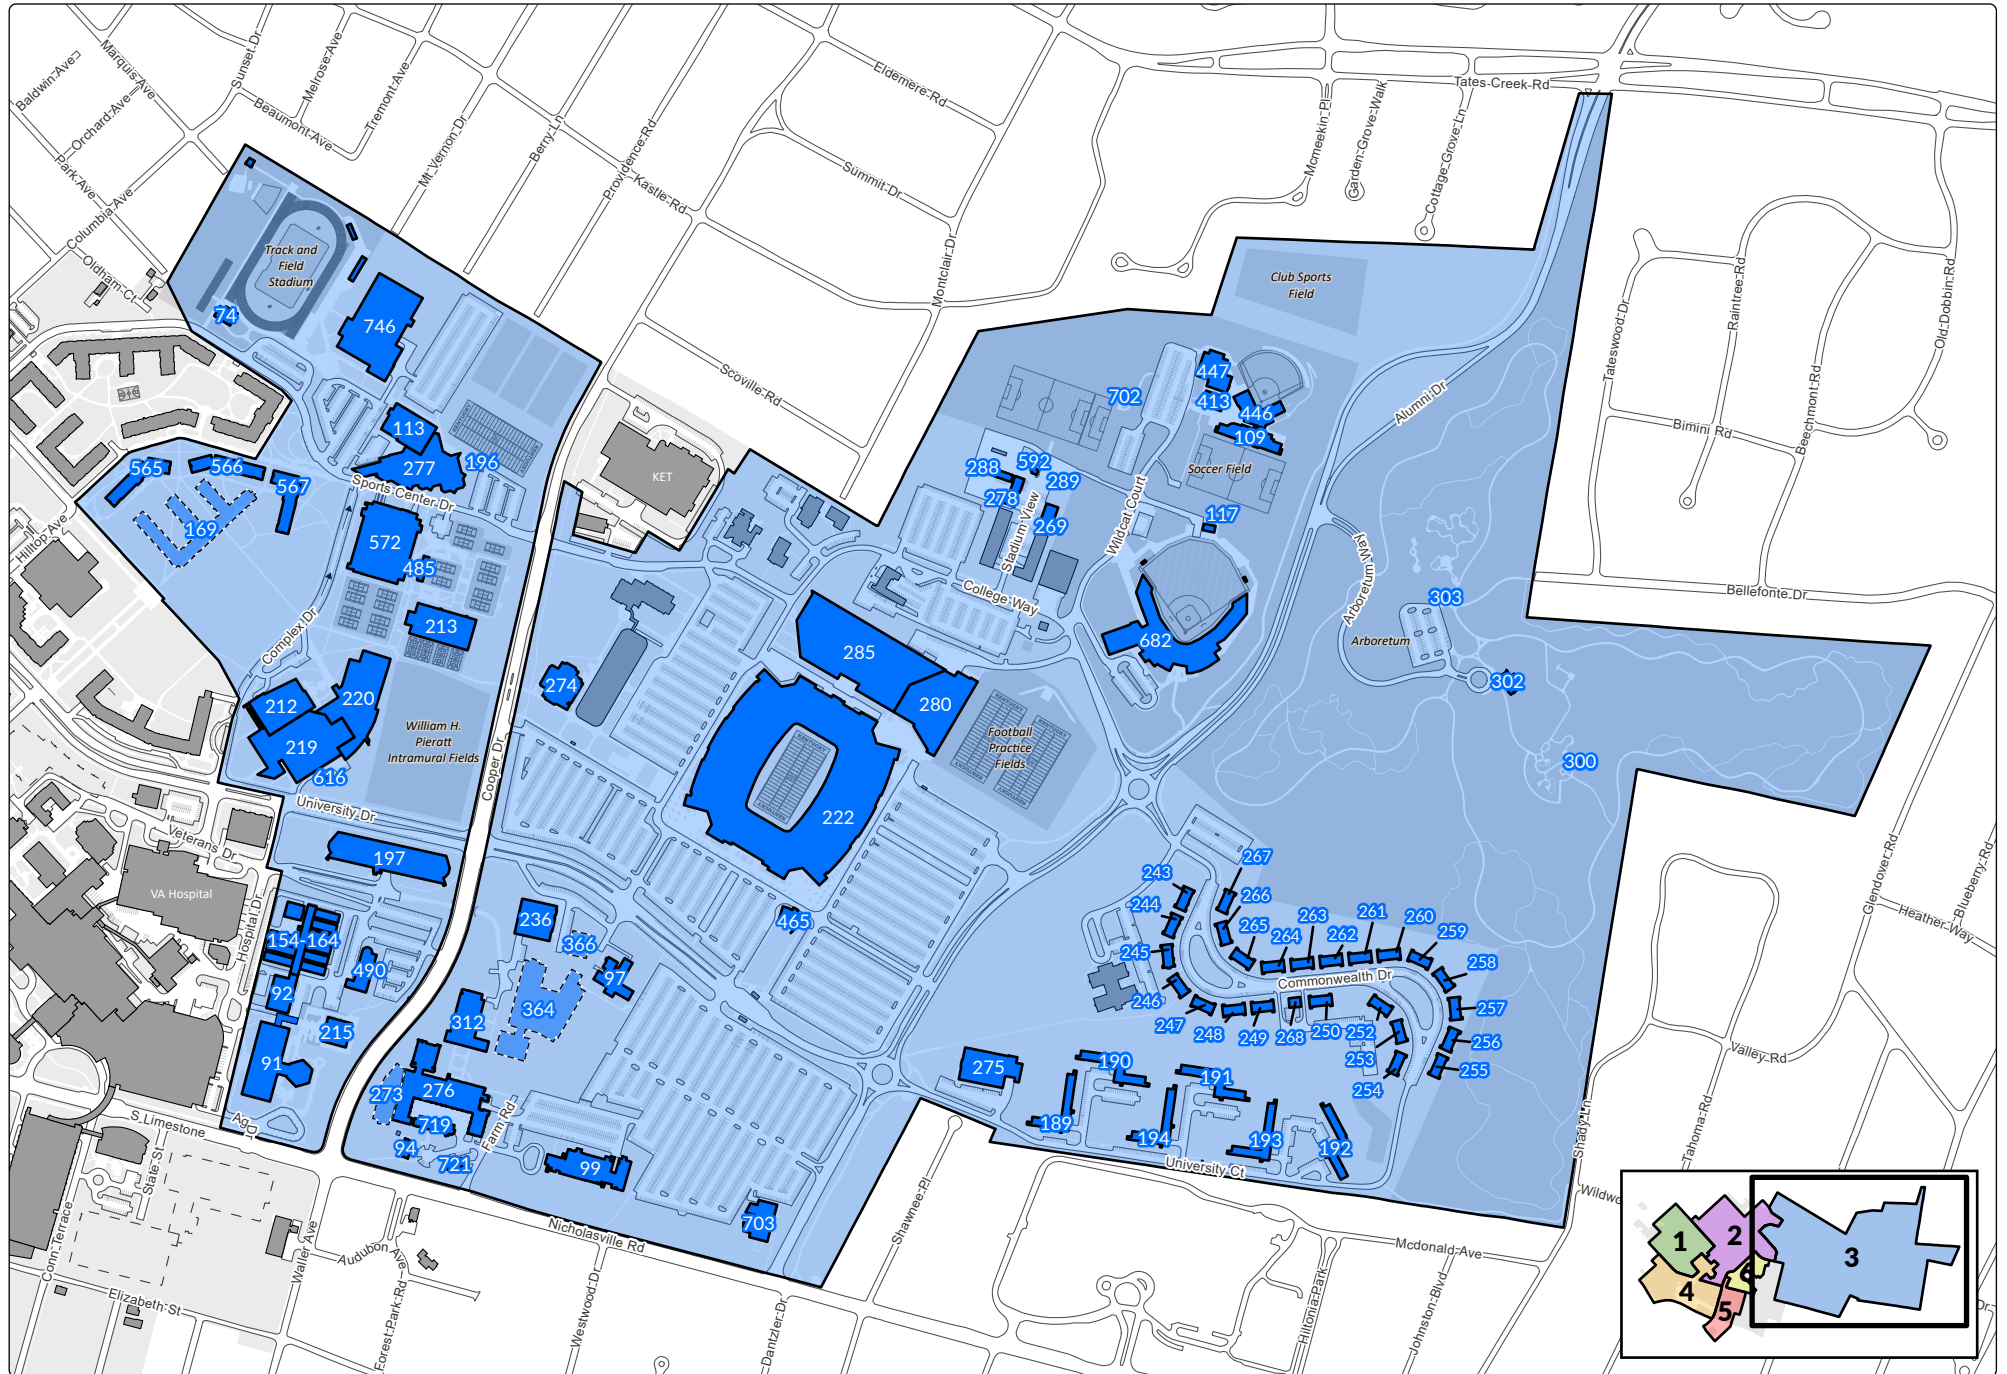 Baldwin Ave
Marquis Ave
Orchard Ave
Park Ave
Columbia Ave
Oldham Ct
Sunset Dr
Melrose Ave
Beaumont Ave
Tremont Ave
Mt Vernon Dr
Berry Ln
Providence Rd
Kastle Rd
Eldemere Rd
Summit Dr
Montclair Dr
Scoville Rd
Mcmeekin Pl
Garden Grove Walk
Cottage Grove Ln
Tates Creek Rd
Tateswood Dr
Raintree Rd
Old Dobbin Rd
Beechmont Rd
Bimini Rd
Bellefonte Dr
Track and
Field
Stadium
74
746
113
277
196
Sports Center Dr
565
566
567
169
572
485
213
Hilltop Ave
Complex Dr
212
220
219
616
William H.
Pieratt
Intramural Fields
University Dr
Cooper Dr
KET
Club Sports
Field
447
702
413
446
109
Soccer Field
Alumni Dr
288
592
289
278
269
117
Stadium View
Wildcat Court
College Way
Arboretum Way
303
Arboretum
302
300
682
285
280
274
222
Football
Practice
Fields
Veterans Dr
VA Hospital
Hospital Dr
197
154-164
490
92
215
91
236
366
97
364
312
465
273
276
719
94
721
99
703
Farm Rd
Ag Dr
S Limestone
State St
Conn Terrace
Elizabeth St
Waller Ave
Audubon Ave
Forest Park Rd
Nicholasville Rd
Westwood Dr
Dantzler Dr
Shawnee Pl
243
244
245
246
247
248
249
268
250
252
253
254
255
256
257
258
259
260
261
262
263
264
265
266
267
Commonwealth Dr
275
190
191
189
194
193
192
University Ct
Mcdonald Ave
Hiltonia Park
Johnston Blvd
Shady Ln
Tahoma Rd
Valley Rd
Glendover Rd
Heather Way
Blueberry Rd
1
2
3
4
5
6